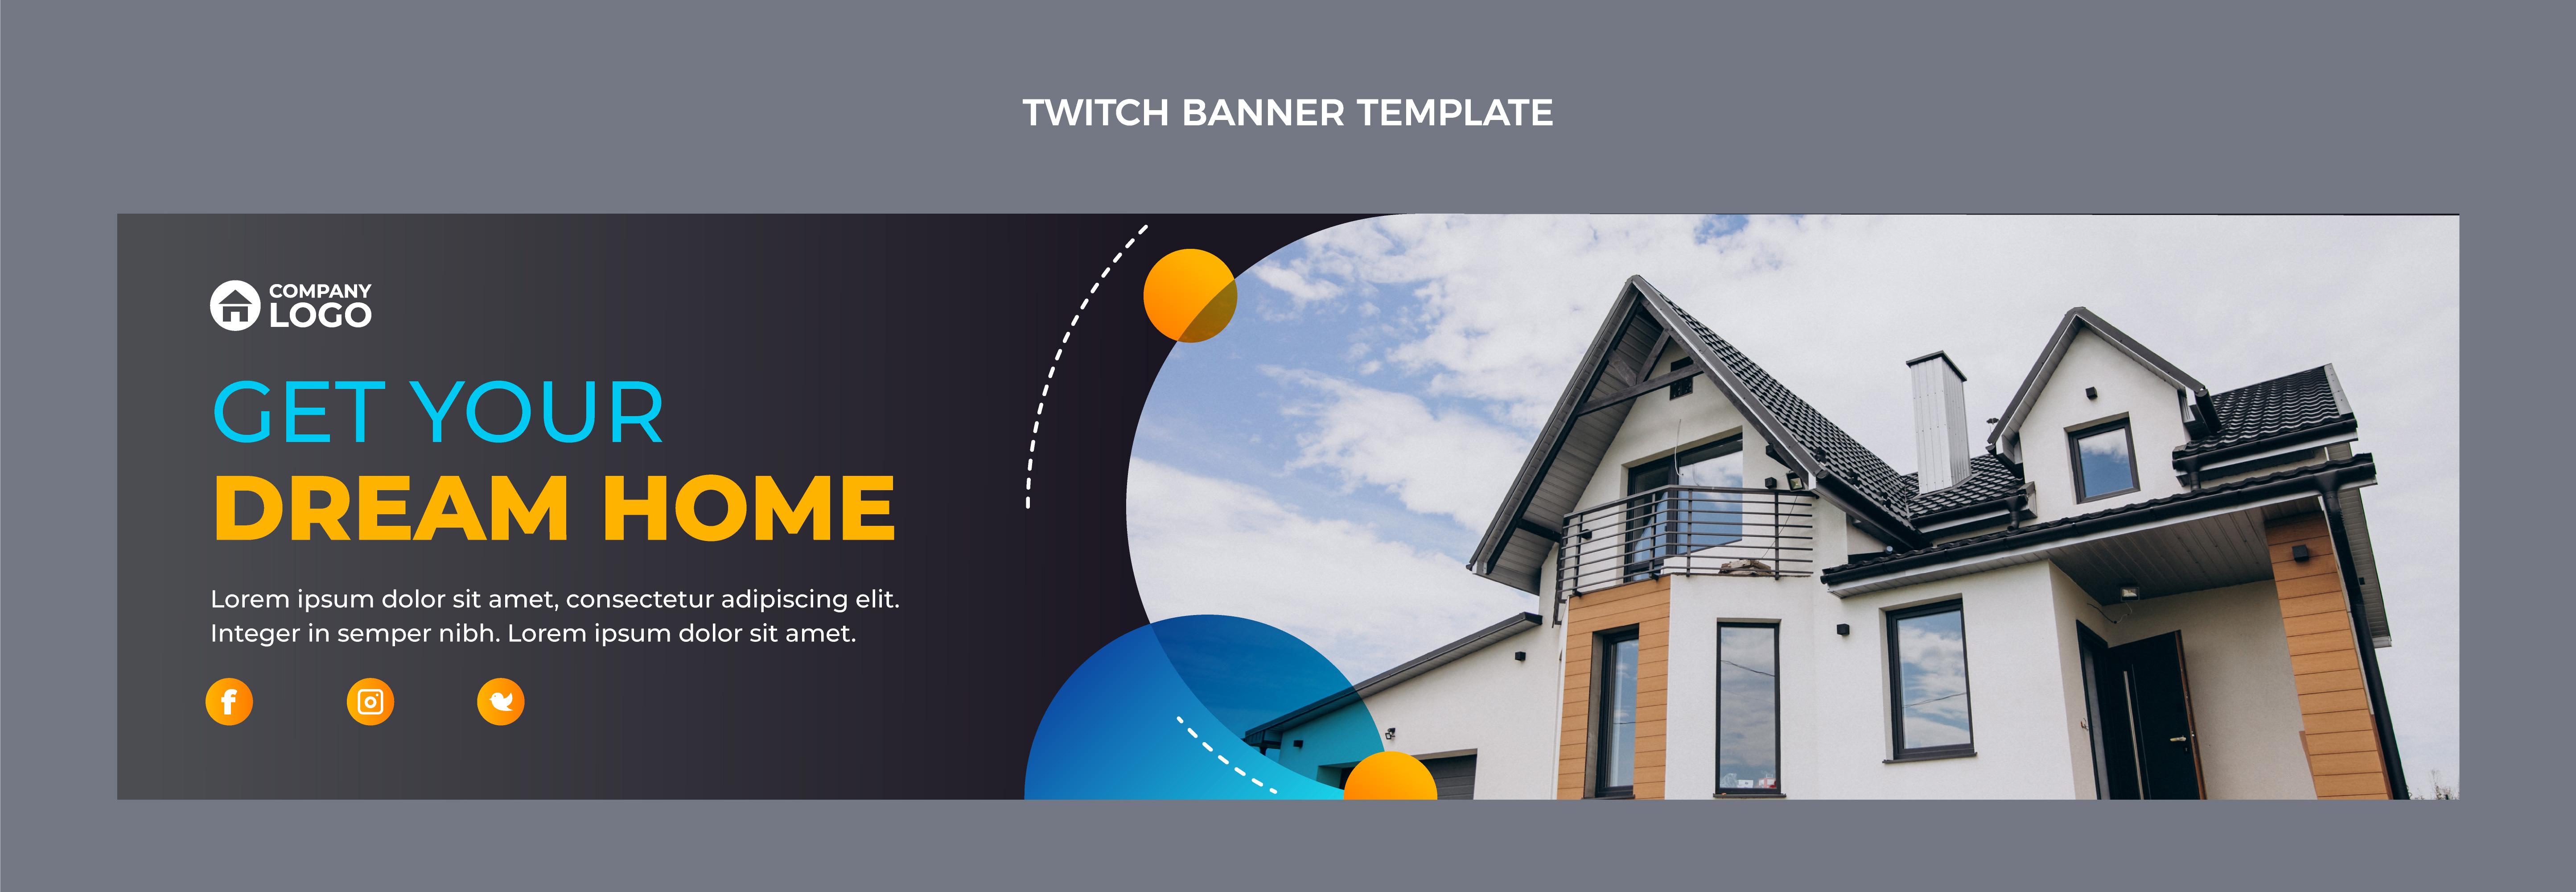 TWITCH BANNER TEMPLATE
COMPANY
LOGO
GET YOUR
DREAM HOME
Lorem ipsum dolor sit amet, consectetur adipiscing elit.
Integer in semper nibh. Lorem ipsum dolor sit amet.